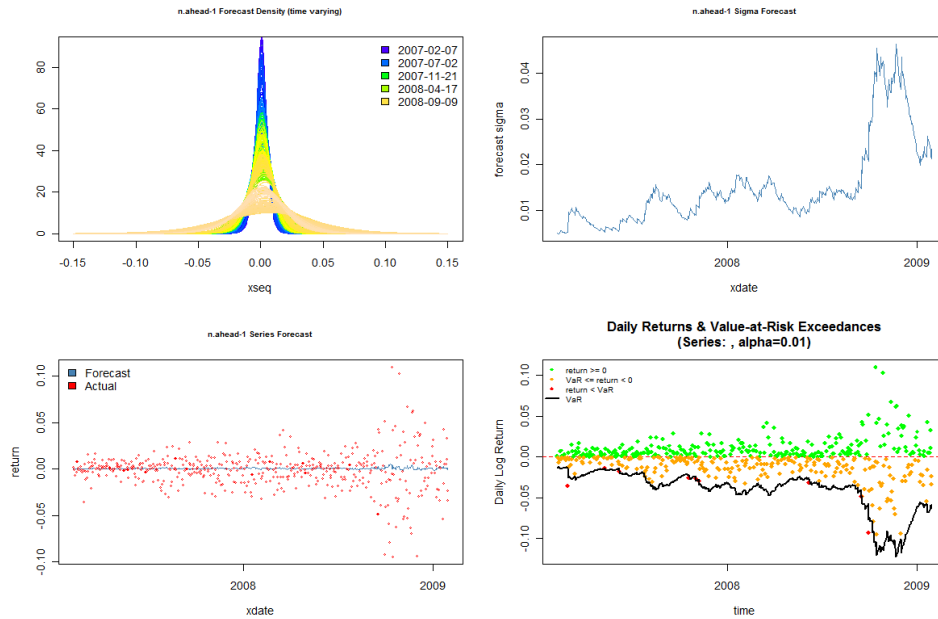 n.ahead-1 Forecast Density (time varying)
80
60
40
20
0
2007-02-07
2007-07-02
2007-11-21
2008-04-17
2008-09-09
-0.15
-0.10
-0.05
0.00
0.05
0.10
0.15
xseq
n.ahead-1 Sigma Forecast
forecast sigma
0.04
0.03
0.02
0.01
2008
2009
xdate
n.ahead-1 Series Forecast
return
0.10
0.05
0.00
-0.05
-0.10
Forecast
Actual
2008
2009
xdate
Daily Returns & Value-at-Risk Exceedances
(Series: , alpha=0.01)
Daily Log Return
0.10
0.05
0.00
-0.05
-0.10
return >= 0
VaR <= return < 0
return < VaR
VaR
2008
2009
time